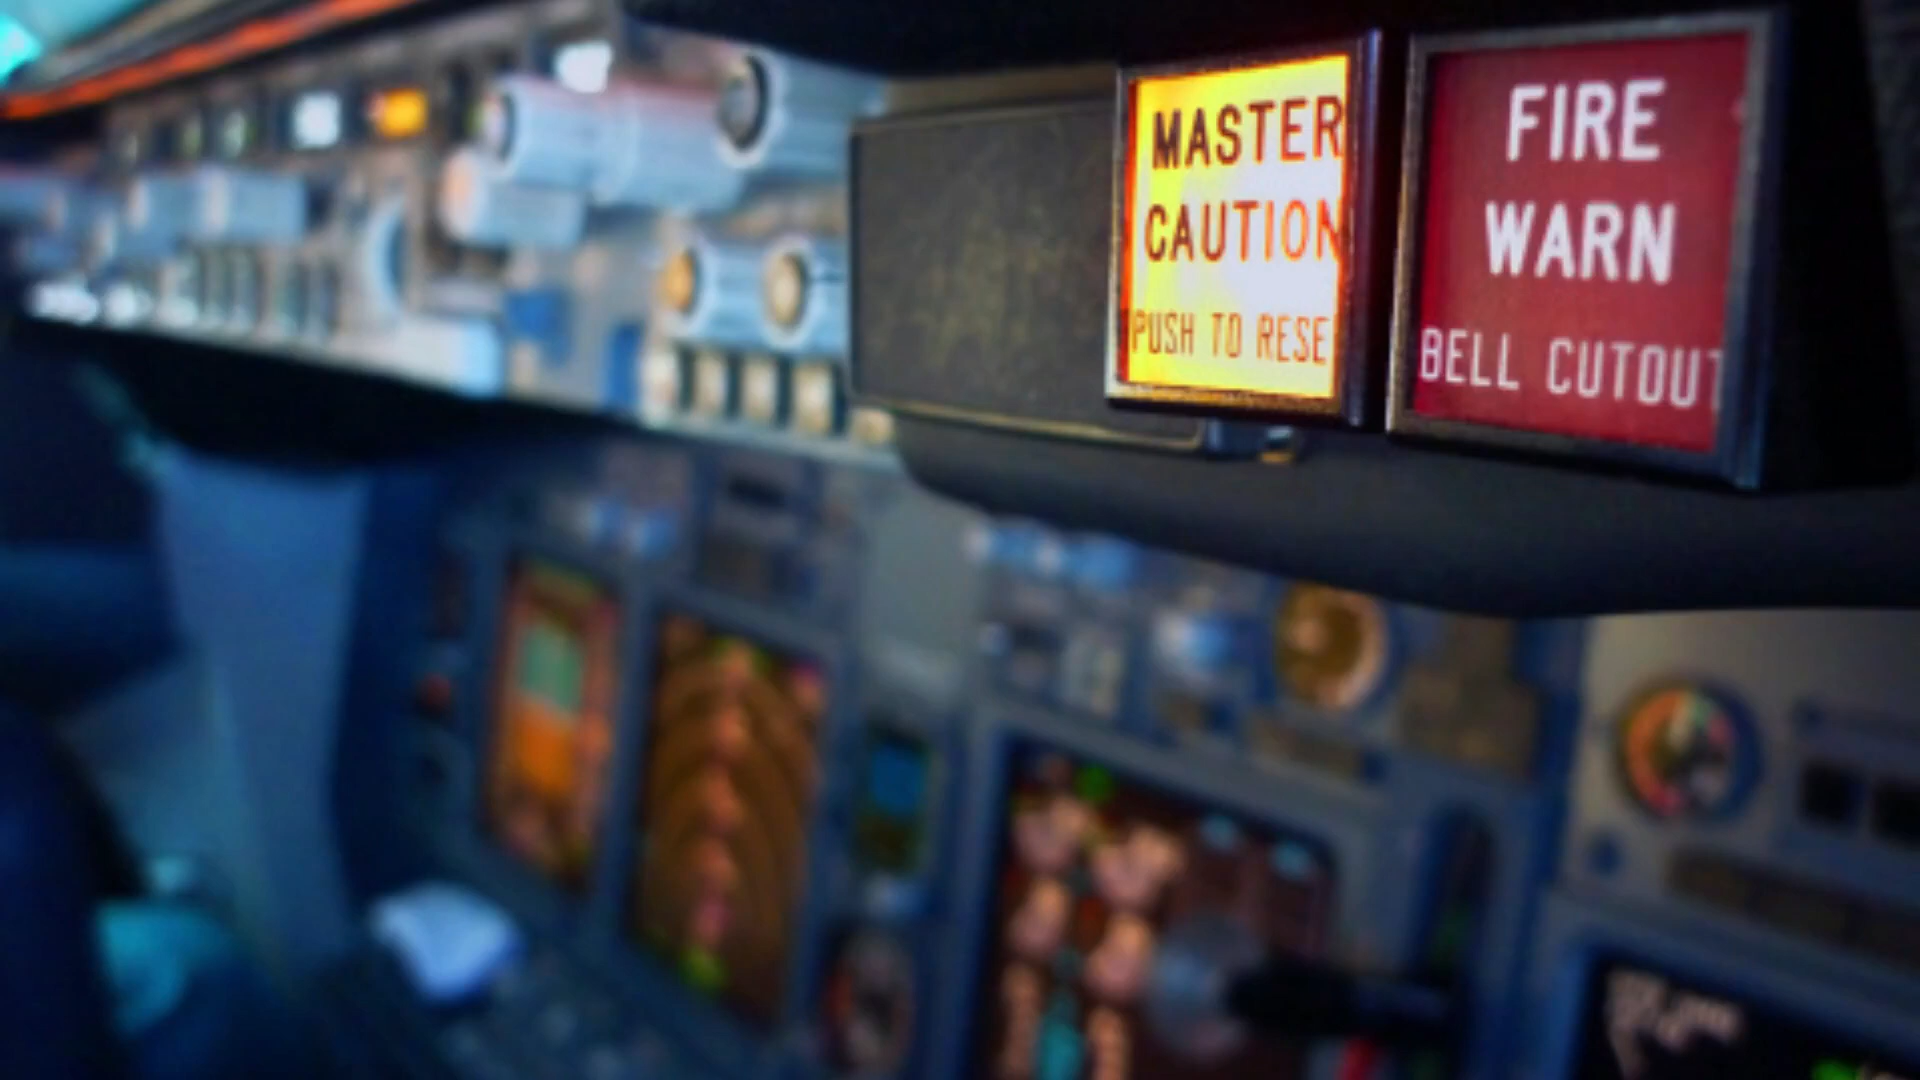 MASTER
CAUTION
PUSH TO RESE
FIRE
WARN
BELL CUTOUT